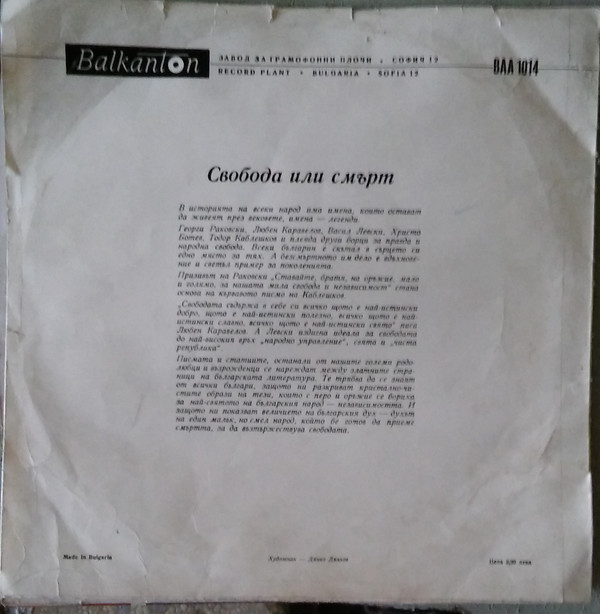 Balkanton
ЗАВОД ЗА ГРАМОФОННИ ПЛОЧИ • СОФИЯ 12
RECORD PLANT • BULGARIA • SOFIA 12
ВАА 1014
Свобода или смърт
В историята на всеки народ има имена, които остават
да живеят през вековете, имена — легенда.
Георги Раковски, Любен Каравелов, Васил Левски, Христо
Ботев, Тодор Каблешков и плеяда други борци за правда и
народна свобода. Всеки българин е скътал в сърцето си
едно място за тях. А безсмъртното им дело е вдъхнове-
ние и светъл пример за поколенията.
Призивът на Раковски „Ставайте, братя, на оръжие, мало
и голямо, за нашата мила свобода и независимост" стана
основа на кървавото писмо на Каблешков.
„Свободата съдържа в себе си всичко щото е най-истински
добро, щото е най-истински полезно, всичко щото е най-
истински славно, всичко щото е най-истински свято" писа
Любен Каравелов. А Левски издигна идеала за свободата
до най-високия връх „народно управление", свята и „чиста
република".
Писмата и статиите, останали от нашите големи родо-
любци и възрожденци се нареждат между златните стра-
ници на българската литература. Те трябва да се знаят
от всички българи, защото ни разкриват кристално-чи-
стите образи на тези, които с перо и оръжие се бориха
за най-святото на българския народ — независимостта. И
защото ни показват величието на българския дух — духът
на един малък, но смел народ, който бе готов да приеме
смъртта, за да възтържествува свободата.
Made in Bulgaria
Художник —
Цена